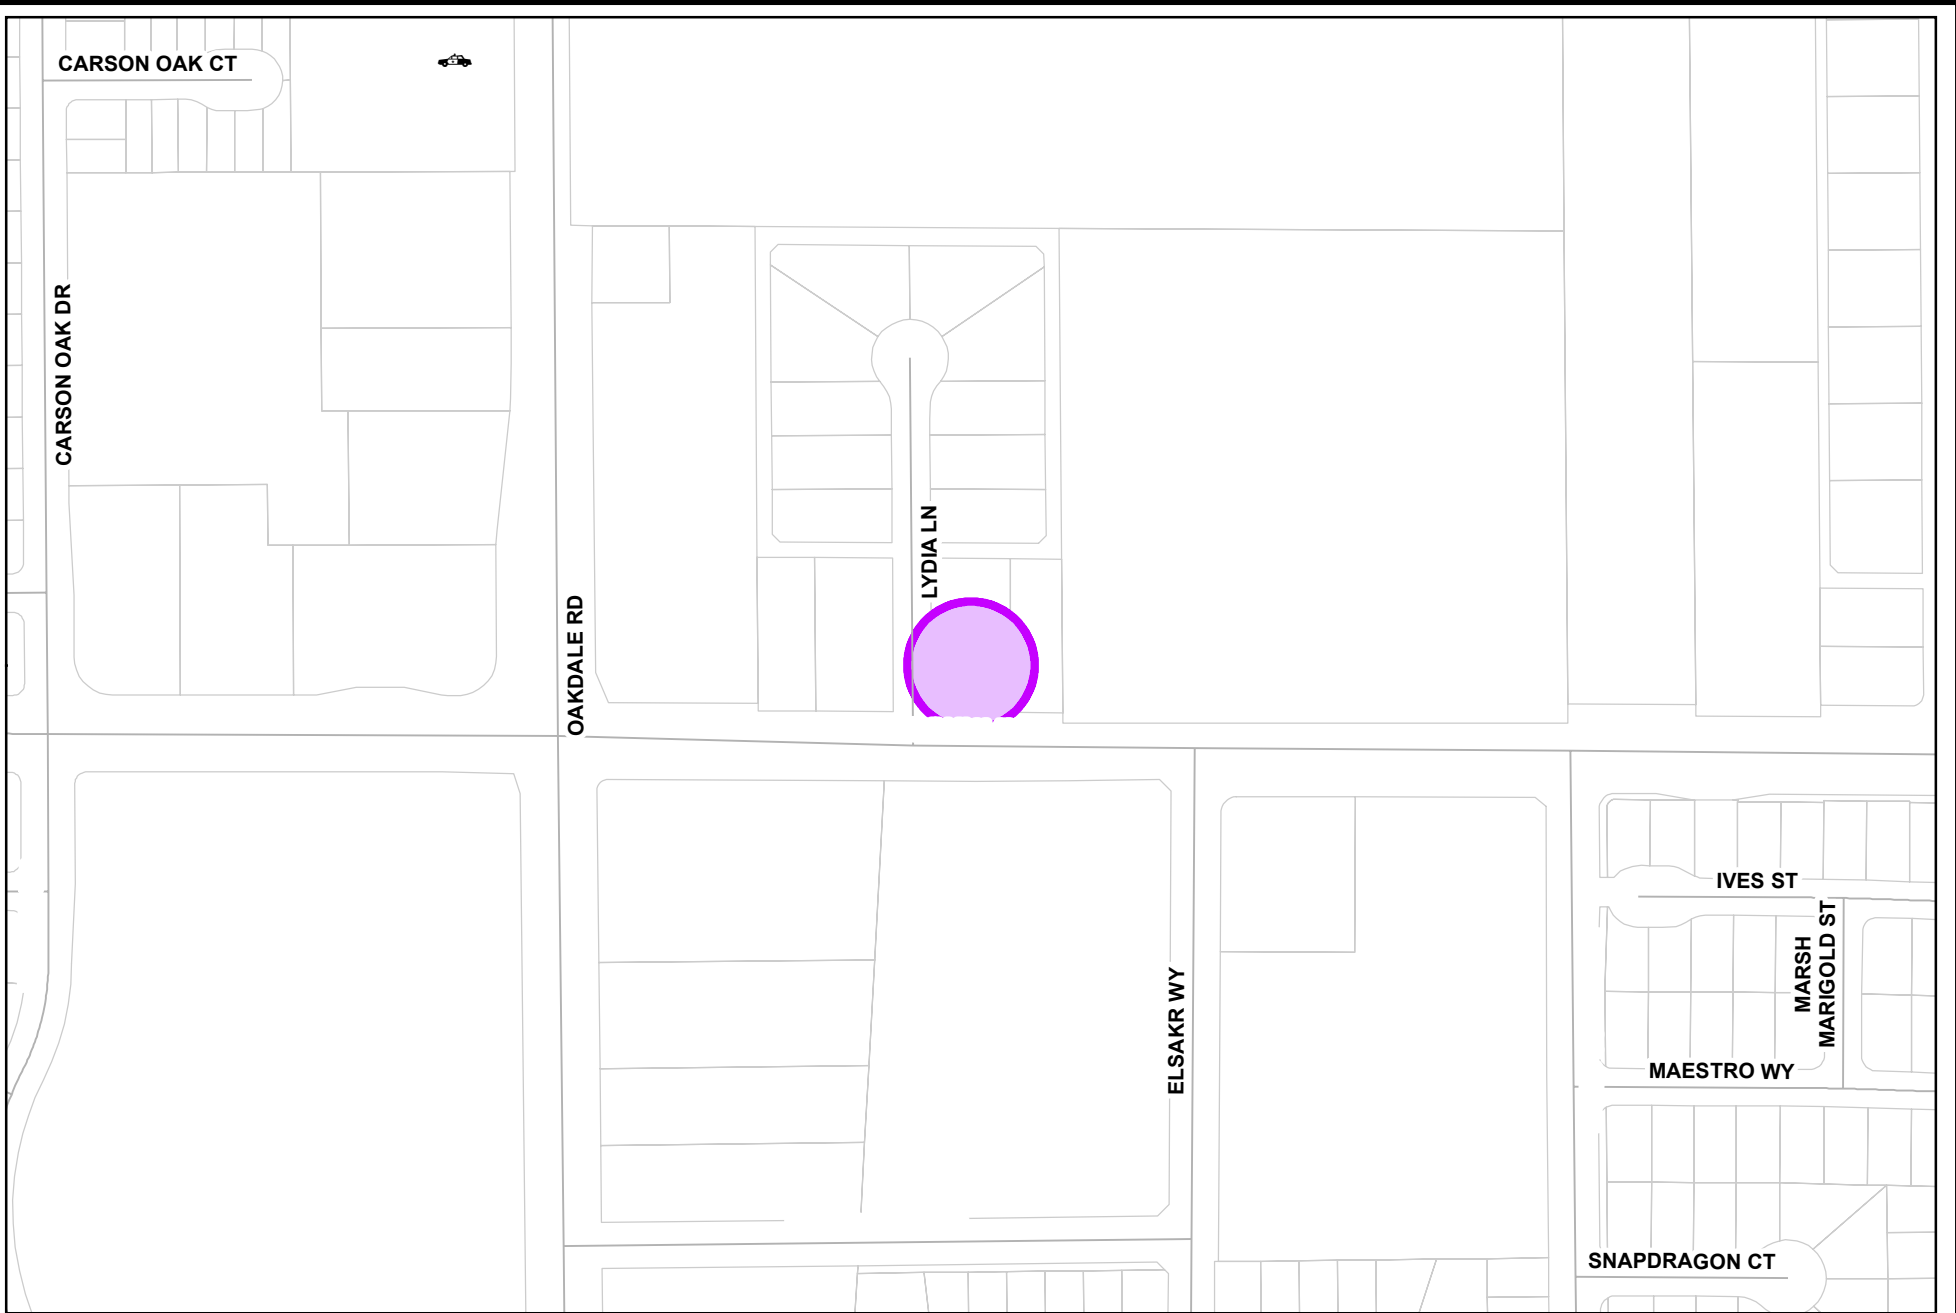 CARSON OAK CT
CARSON OAK DR
LYDIA LN
OAKDALE RD
IVES ST
MARSH
MARIGOLD ST
ELSAKR WY
MAESTRO WY
SNAPDRAGON CT